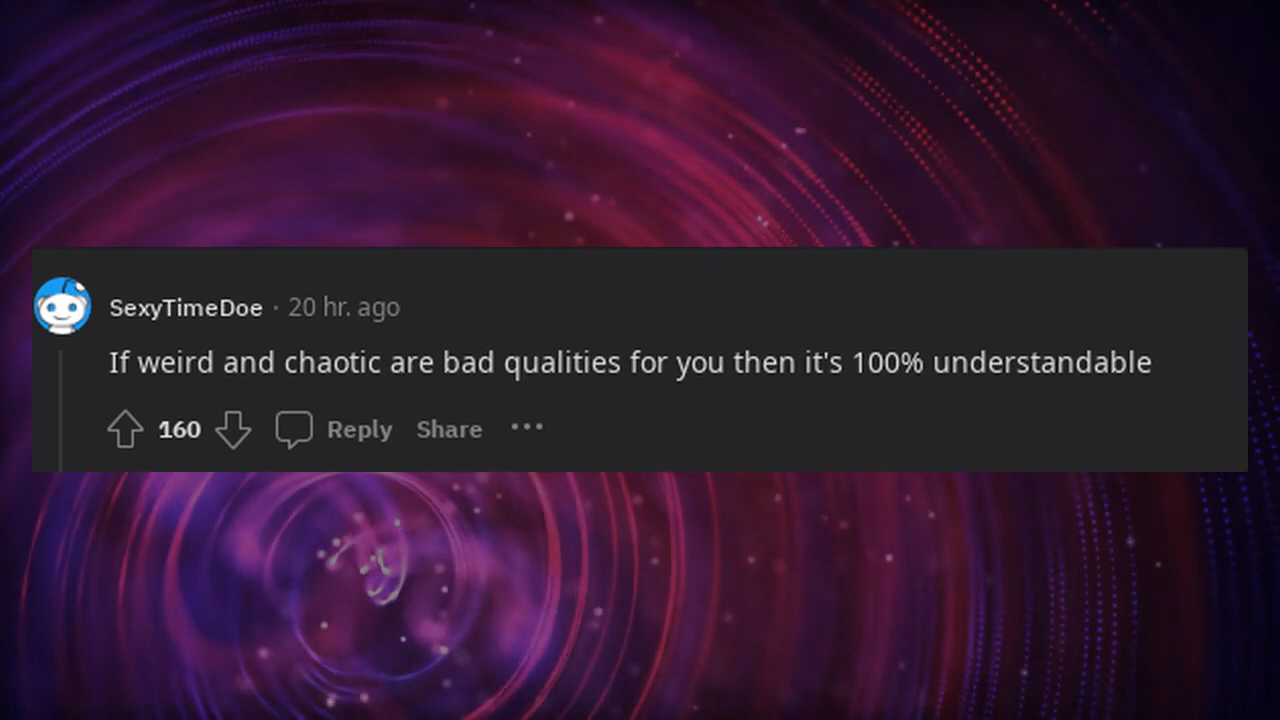 SexyTimeDoe · 20 hr. ago
If weird and chaotic are bad qualities for you then it's 100% understandable
160 Reply Share ···